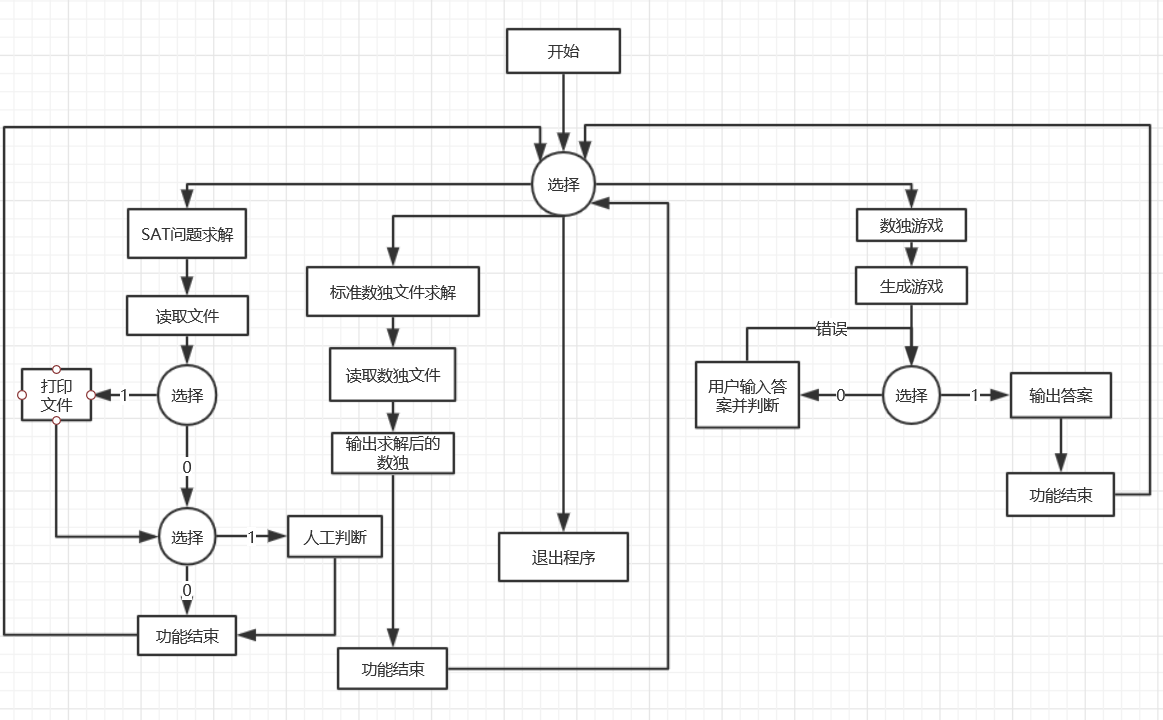 开始
选择
SAT问题求解
读取文件
选择
1
打印
文件
0
选择
1
人工判断
0
功能结束
标准数独文件求解
读取数独文件
输出求解后的
数独
功能结束
退出程序
数独游戏
生成游戏
错误
选择
0
用户输入答
案并判断
1
输出答案
功能结束